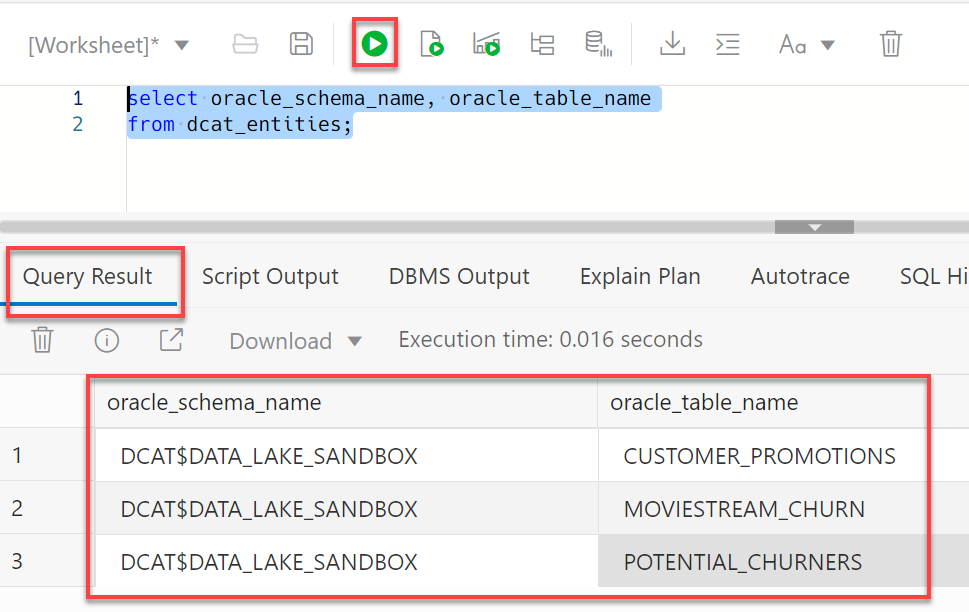 [Worksheet]*
Aa
1 select oracle_schema_name, oracle_table_name
2 from dcat_entities;
Query Result Script Output DBMS Output Explain Plan Autotrace SQL Hi
Download Execution time: 0.016 seconds
oracle_schema_name oracle_table_name
1 DCAT$DATA_LAKE_SANDBOX CUSTOMER_PROMOTIONS
2 DCAT$DATA_LAKE_SANDBOX MOVIESTREAM_CHURN
3 DCAT$DATA_LAKE_SANDBOX POTENTIAL_CHURNERS